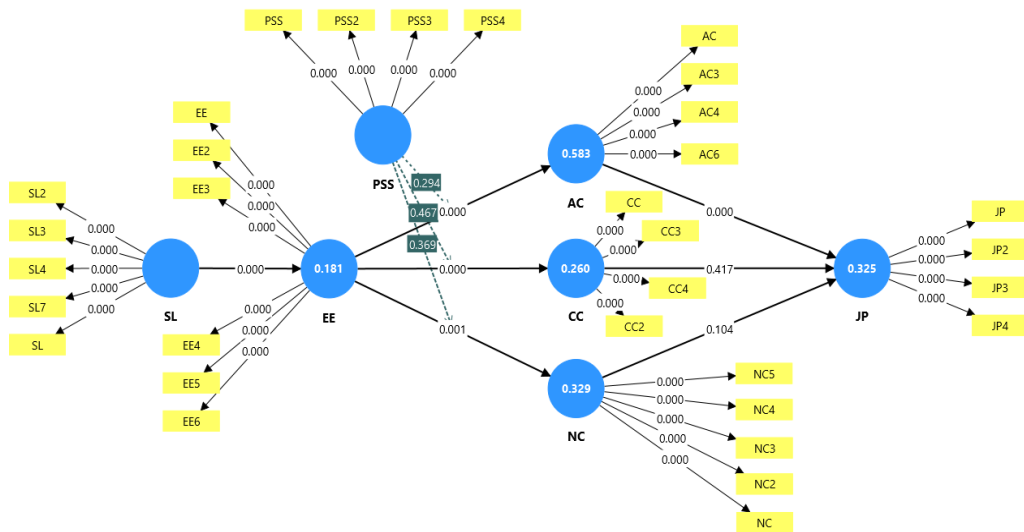 PSS PSS2 PSS3 PSS4
0.000 0.000 0.000 0.000
PSS
EE
EE2
EE3
0.000
0.000
0.000
SL2
SL3
SL4
SL7
SL
0.000
0.000
0.000
0.000
0.000
SL
0.000
0.181
EE
0.000
0.000
0.000
EE4
EE5
EE6
0.294
0.467
0.369
0.000
0.000
0.001
AC
AC3
AC4
AC6
0.000
0.000
0.000
0.000
0.583
AC
0.000
CC
CC3
CC4
CC2
0.000
0.000
0.000
0.000
0.260
CC
0.417
0.329
NC
0.104
NC5
NC4
NC3
NC2
NC
0.000
0.000
0.000
0.000
0.000
0.325
JP
0.000
0.000
0.000
0.000
JP
JP2
JP3
JP4